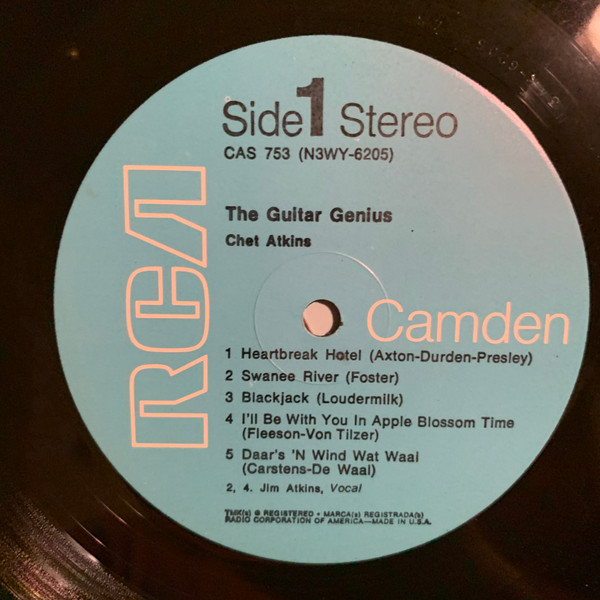 Side 1 Stereo
CAS 753 (N3WY-6205)
The Guitar Genius
Chet Atkins
RCA
Camden
1 Heartbreak Hotel (Axton-Durden-Presley)
2 Swanee River (Foster)
3 Blackjack (Loudermilk)
4 I'll Be With You In Apple Blossom Time
(Fleeson-Von Tilzer)
5 Daar's 'N Wind Wat Waai
(Carstens-De Waal)
2, 4. Jim Atkins, Vocal
TMK(s) ® REGISTERED • MARCA(s) REGISTRADA(s)
RADIO CORPORATION OF AMERICA—MADE IN U.S.A.